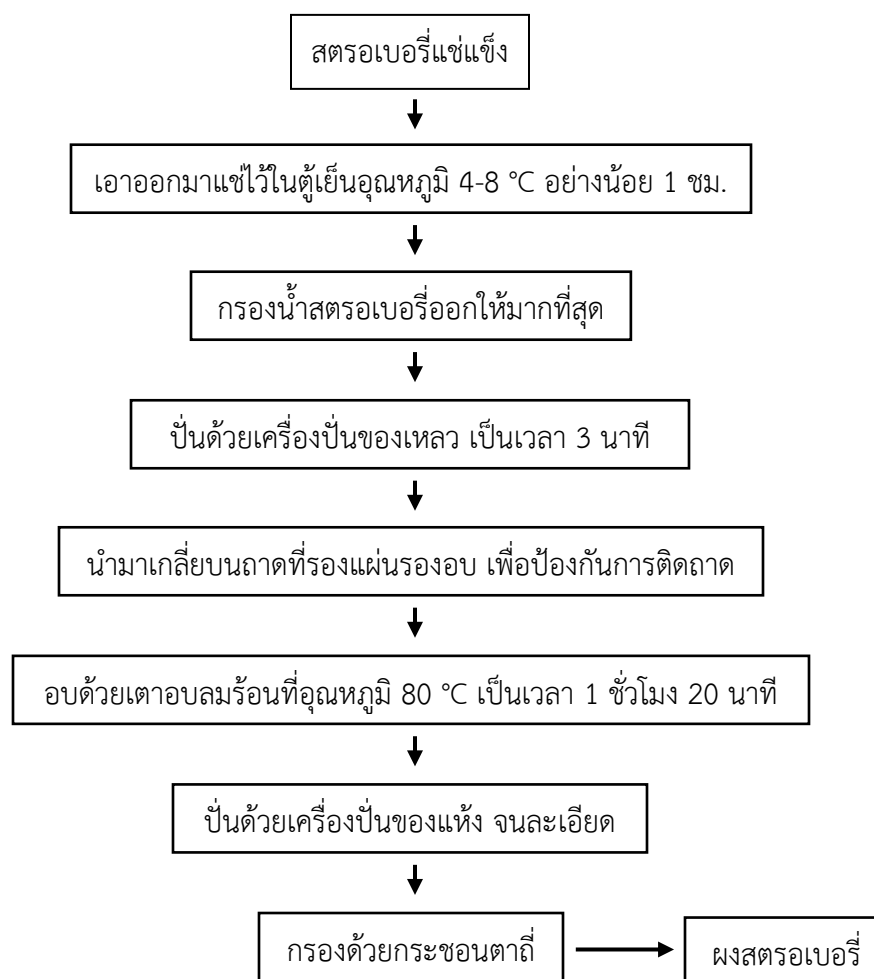 สตรอเบอรี่แช่แข็ง
เอาออกมาแช่ไว้ในตู้เย็นอุณหภูมิ 4-8 °C อย่างน้อย 1 ชม.
กรองน้ำสตรอเบอรี่ออกให้มากที่สุด
ปั่นด้วยเครื่องปั่นของเหลว เป็นเวลา 3 นาที
นำมาเกลี่ยบนถาดที่รองแผ่นรองอบ เพื่อป้องกันการติดถาด
อบด้วยเตาอบลมร้อนที่อุณหภูมิ 80 °C เป็นเวลา 1 ชั่วโมง 20 นาที
ปั่นด้วยเครื่องปั่นของแห้ง จนละเอียด
กรองด้วยกระชอนตาถี่
ผงสตรอเบอรี่